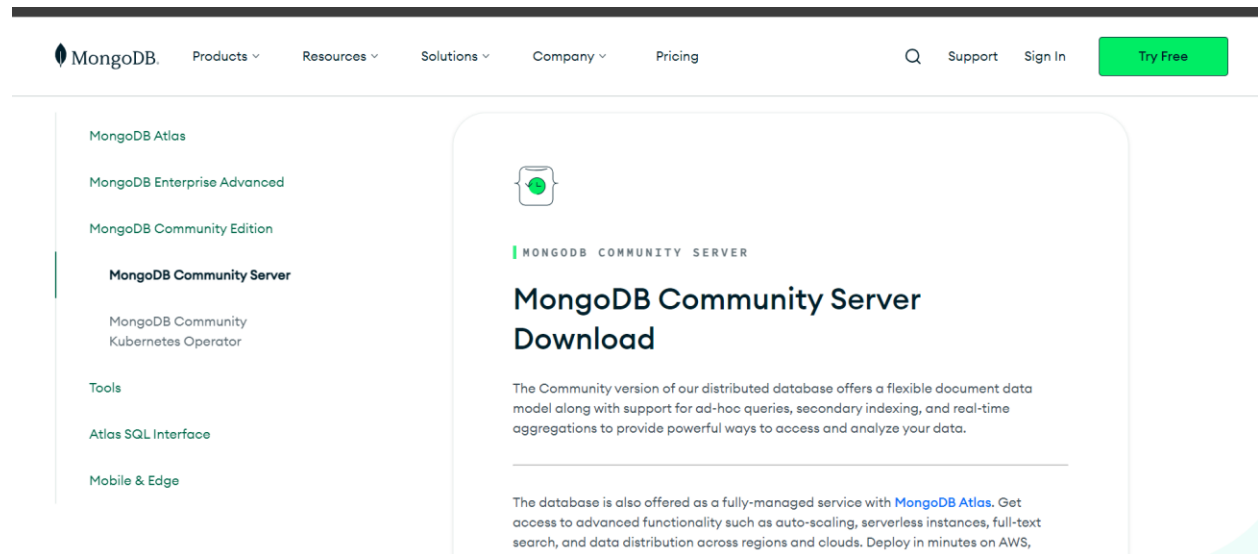 MongoDB. Products Resources Solutions Company Pricing Support Sign In Try Free
MongoDB Atlas
MongoDB Enterprise Advanced
MongoDB Community Edition
MongoDB Community Server
MongoDB Community
Kubernetes Operator
Tools
Atlas SQL Interface
Mobile & Edge
MONGODB COMMUNITY SERVER
MongoDB Community Server
Download
The Community version of our distributed database offers a flexible document data
model along with support for ad-hoc queries, secondary indexing, and real-time
aggregations to provide powerful ways to access and analyze your data.
The database is also offered as a fully-managed service with MongoDB Atlas. Get
access to advanced functionality such as auto-scaling, serverless instances, full-text
search, and data distribution across regions and clouds. Deploy in minutes on AWS,